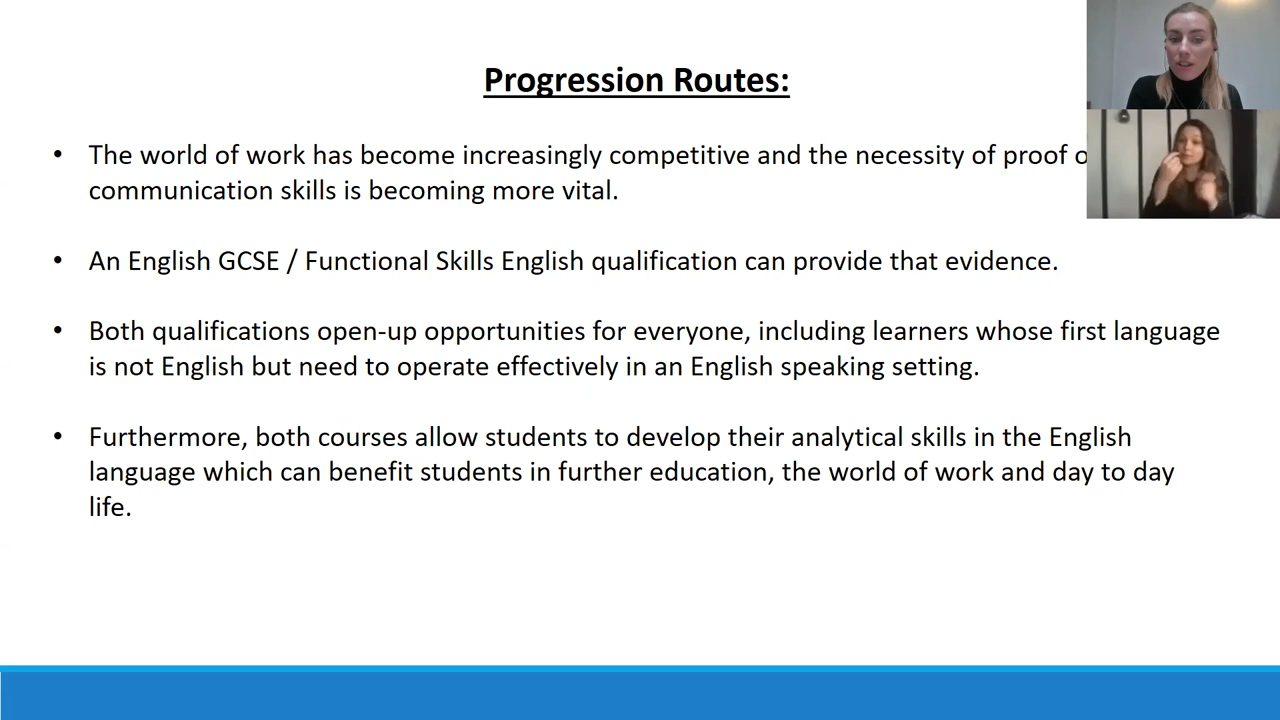 Progression Routes:
• The world of work has become increasingly competitive and the necessity of proof
communication skills is becoming more vital.
• An English GCSE / Functional Skills English qualification can provide that evidence.
• Both qualifications open-up opportunities for everyone, including learners whose first language
is not English but need to operate effectively in an English speaking setting.
• Furthermore, both courses allow students to develop their analytical skills in the English
language which can benefit students in further education, the world of work and day to day
life.